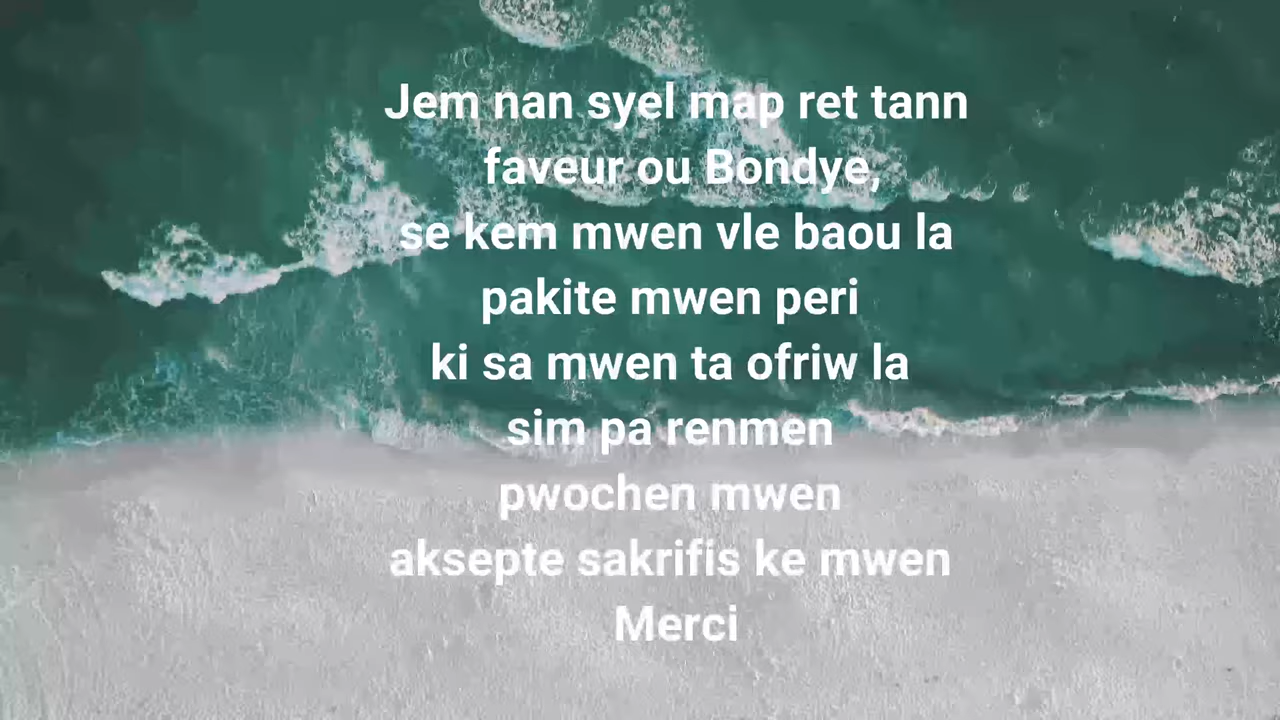 Jem nan syel map ret tann
faveur ou Bondye,
se kem mwen vle baou la
pakite mwen peri
ki sa mwen ta ofriw la
sim pa renmen
pwochen mwen
aksepte sakrifis ke mwen
Merci